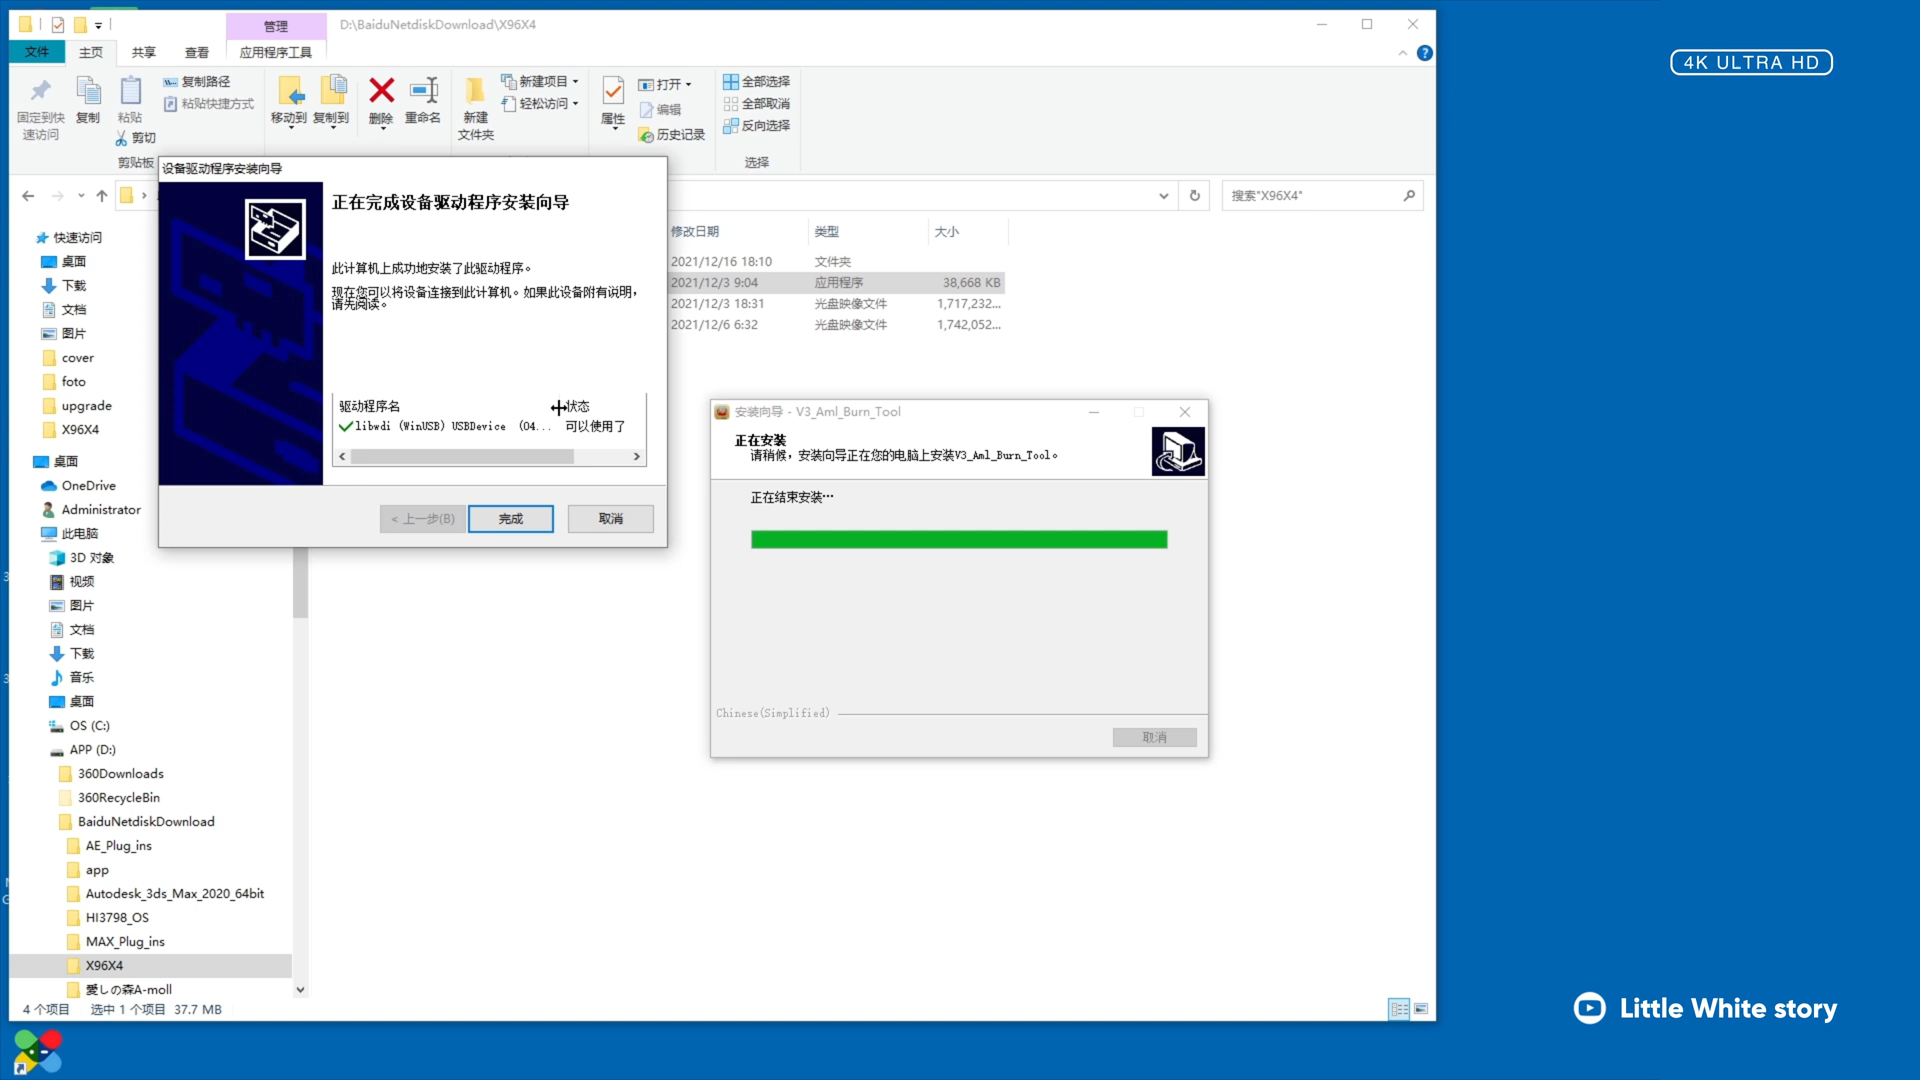 管理
D:\BaiduNetdiskDownload\X96X4
文件
主页
共享
查看
应用程序工具
固定到快
速访问
复制
粘贴
复制路径
粘贴快捷方式
剪切
剪贴板
移动到
复制到
删除
重命名
新建
文件夹
新建项目
轻松访问
属性
打开
编辑
历史记录
全部选择
全部取消
反向选择
选择
搜索"X96X4"
修改日期
类型
大小
2021/12/16 18:10
文件夹
2021/12/3 9:04
应用程序
38,668 KB
2021/12/3 18:31
光盘映像文件
1,717,232...
2021/12/6 6:32
光盘映像文件
1,742,052...
快速访问
桌面
下载
文档
图片
cover
foto
upgrade
X96X4
桌面
OneDrive
Administrator
此电脑
3D 对象
视频
图片
文档
下载
音乐
桌面
OS (C:)
APP (D:)
360Downloads
360RecycleBin
BaiduNetdiskDownload
AE_Plug_ins
app
Autodesk_3ds_Max_2020_64bit
HI3798_OS
MAX_Plug_ins
X96X4
愛しの森A-moll
4 个项目
选中 1 个项目 37.7 MB
设备驱动程序安装向导
正在完成设备驱动程序安装向导
此计算机上成功地安装了此驱动程序。
现在您可以将设备连接到此计算机。如果此设备附有说明，
请先阅读。
驱动程序名
状态
libwdi (WinUSB) USBDevice (04...
可以使用了
< 上一步(B)
完成
取消
安装向导 - V3_Aml_Burn_Tool
正在安装
请稍候，安装向导正在您的电脑上安装V3_Aml_Burn_Tool。
正在结束安装…
Chinese(Simplified)
取消
4K ULTRA HD
Little White story